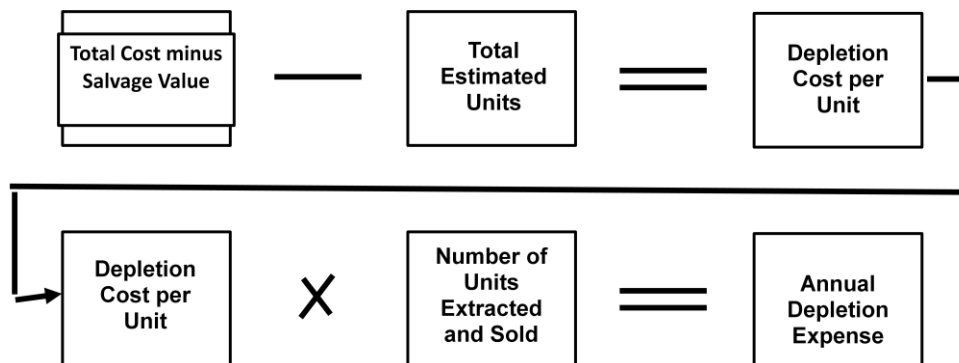 Total Cost minus
Salvage Value
Total
Estimated
Units
Depletion
Cost per
Unit
Depletion
Cost per
Unit
Number of
Units
Extracted
and Sold
Annual
Depletion
Expense